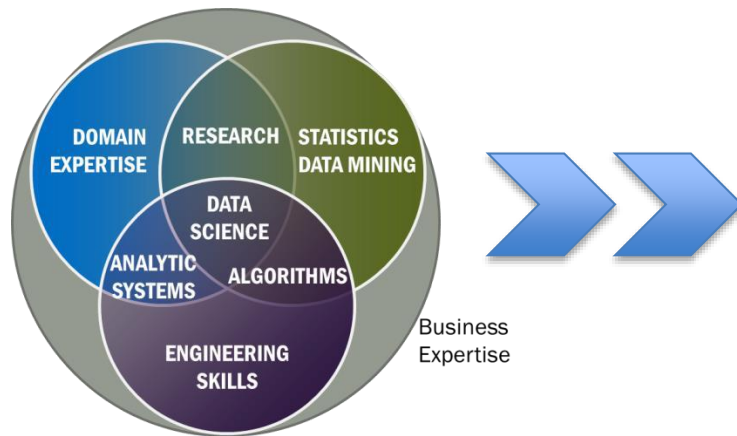 DOMAIN
EXPERTISE
RESEARCH
STATISTICS
DATA MINING
DATA
SCIENCE
ANALYTIC
SYSTEMS
ALGORITHMS
ENGINEERING
SKILLS
Business
Expertise